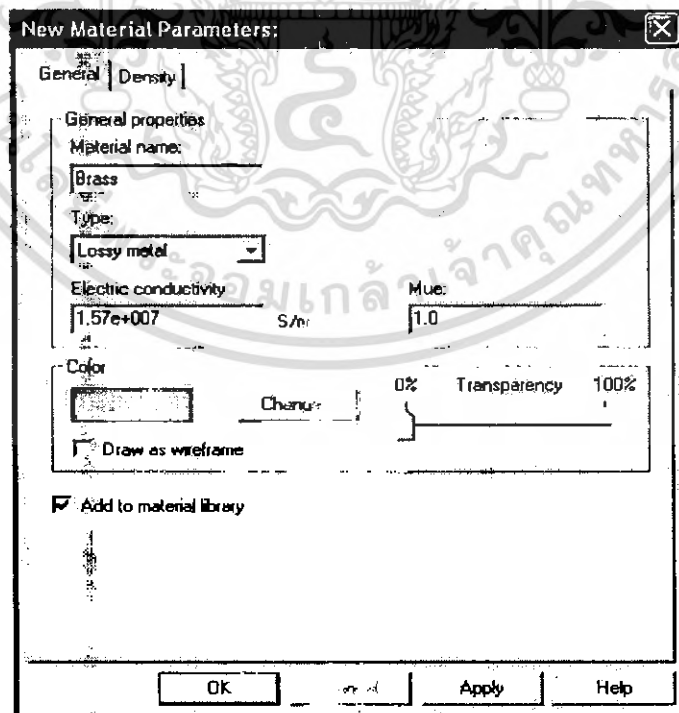 New Material Parameters:
General Density
General properties
Material name:
Brass
Type:
Lossy metal
Electric conductivity Mue:
1.57e+007 S/m 1.0
Color
0% Transparency 100%
Draw as wireframe
Add to material library
OK Apply Help